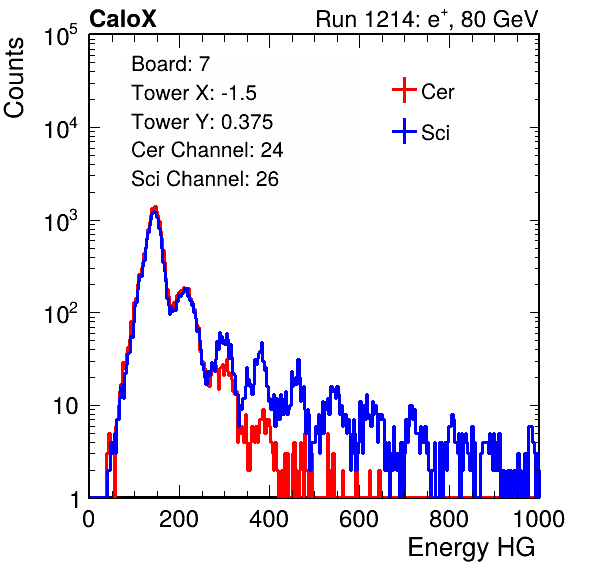 CaloX Run 1214: e⁺, 80 GeV
Counts
10⁵
10⁴
10³
10²
10
1
Board: 7
Tower X: -1.5
Tower Y: 0.375
Cer Channel: 24
Sci Channel: 26
Cer
Sci
0 200 400 600 800 1000
Energy HG